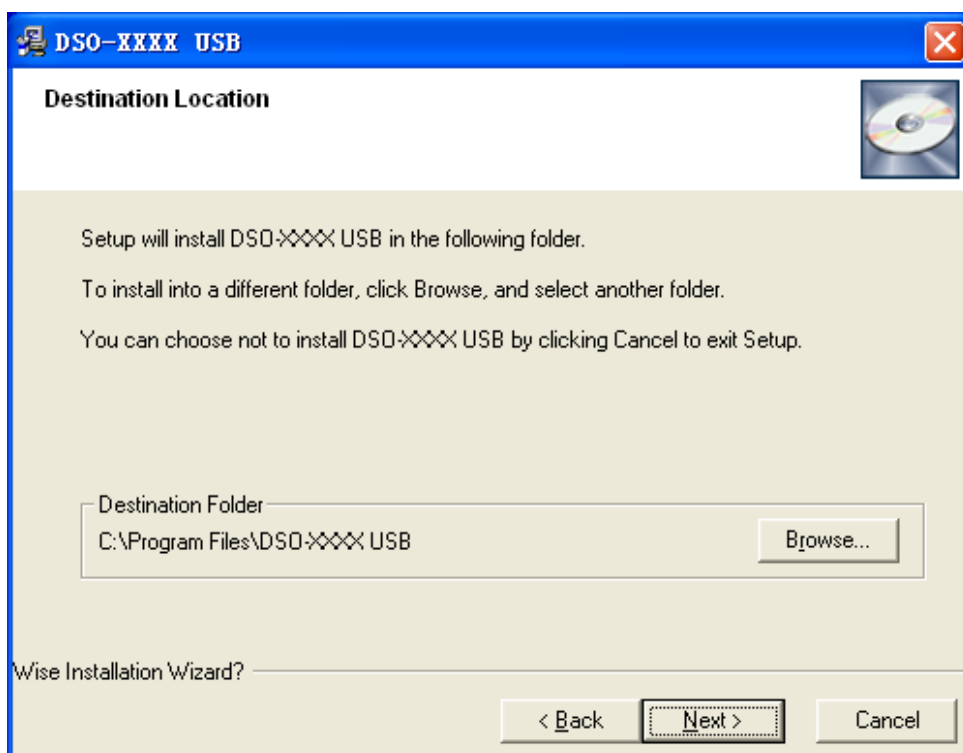 DSO-XXXX USB
Destination Location
Setup will install DSO-XXXX USB in the following folder.
To install into a different folder, click Browse, and select another folder.
You can choose not to install DSO-XXXX USB by clicking Cancel to exit Setup.
Destination Folder
C:\Program Files\DSO-XXXX USB
Browse...
Wise Installation Wizard?
< Back
Next >
Cancel